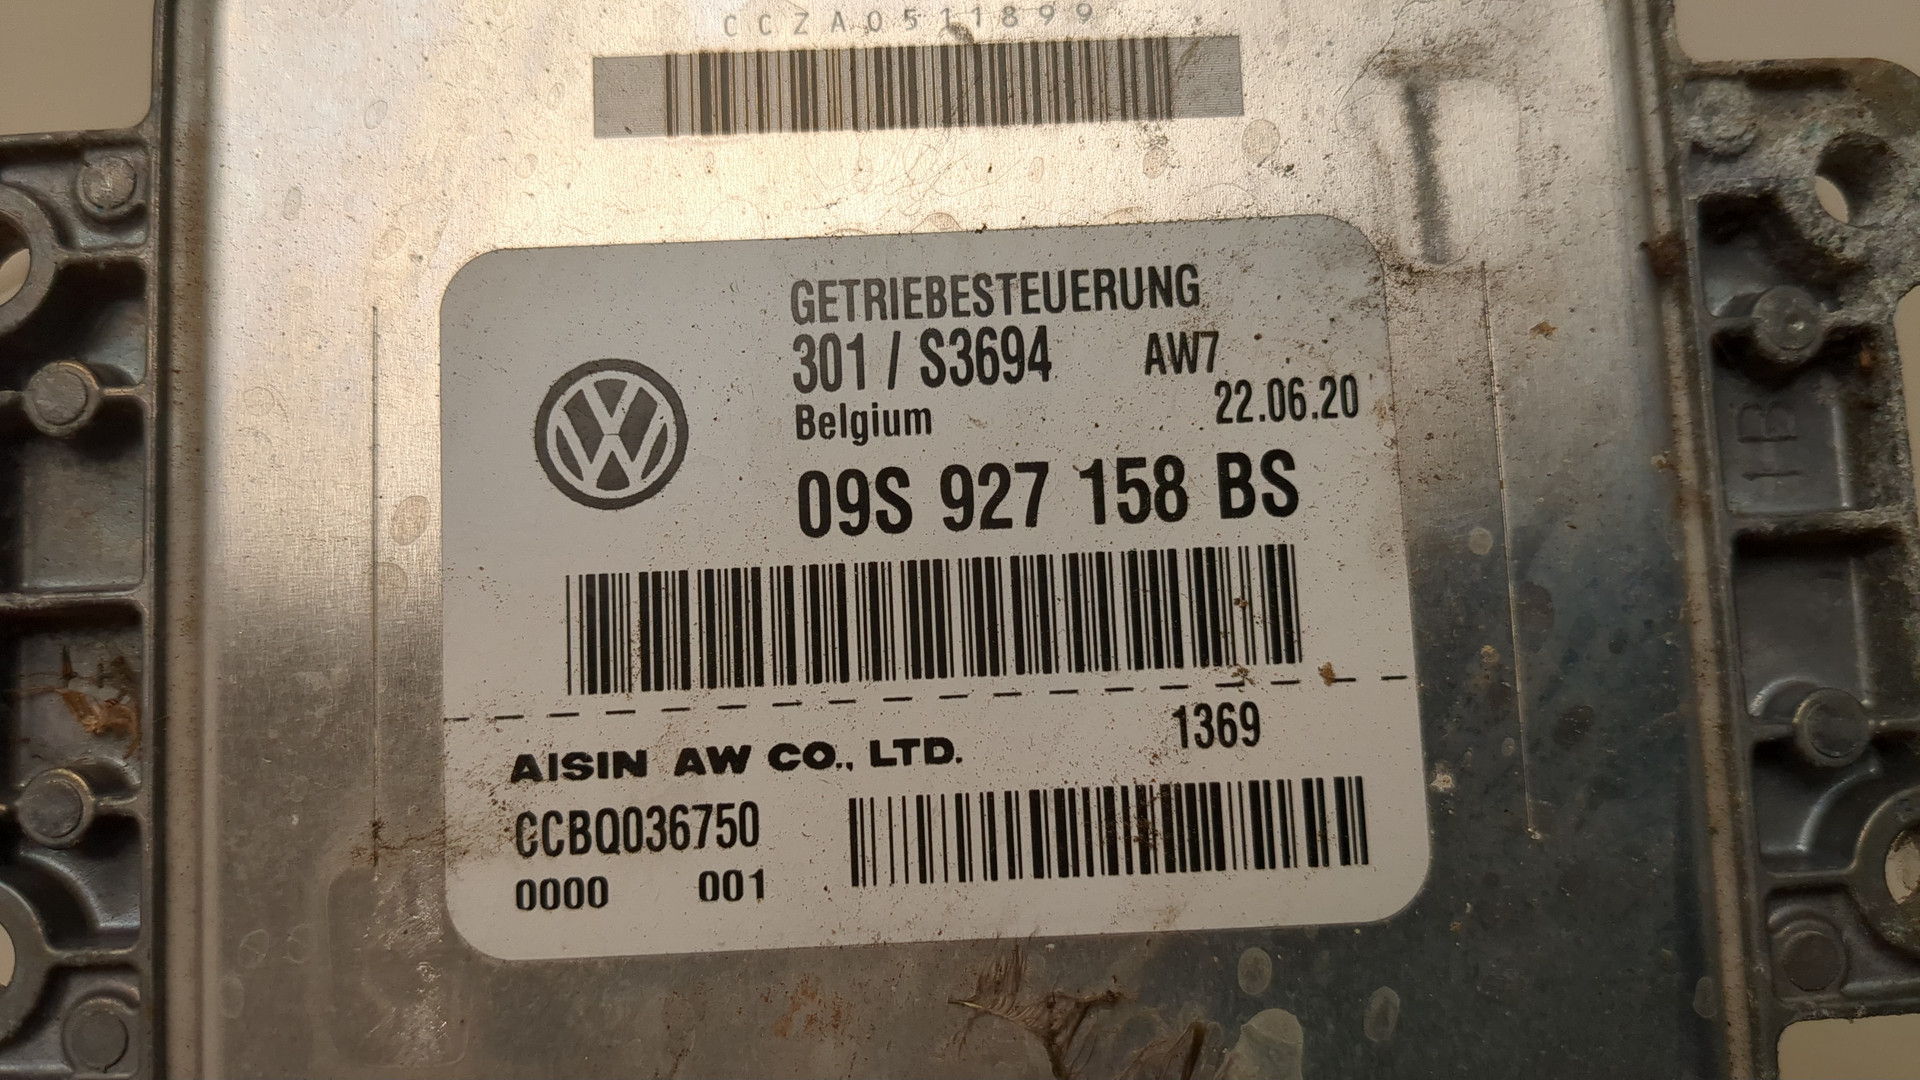 CCZA0511899
GETRIEBESTEUERUNG
301 / S3694 AW7
Belgium 22.06.20
09S 927 158 BS
1369
AISIN AW CO., LTD.
CCBQ036750
0000 001
1B